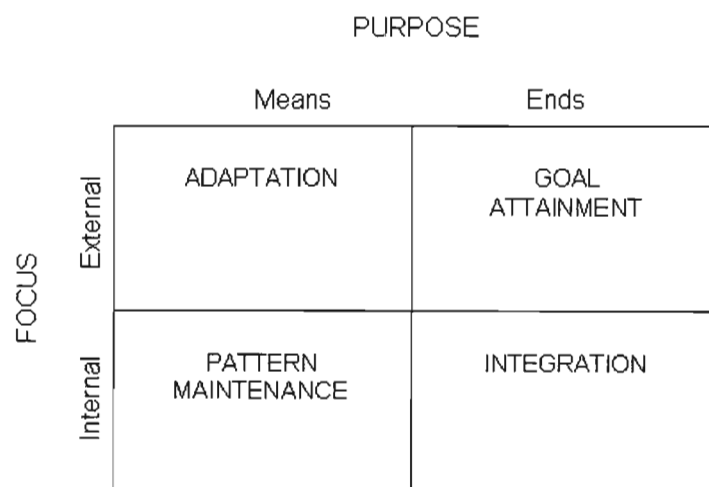 PURPOSE
Means Ends
ADAPTATION GOAL
ATTAINMENT
External
FOCUS
PATTERN
MAINTENANCE
INTEGRATION
Internal